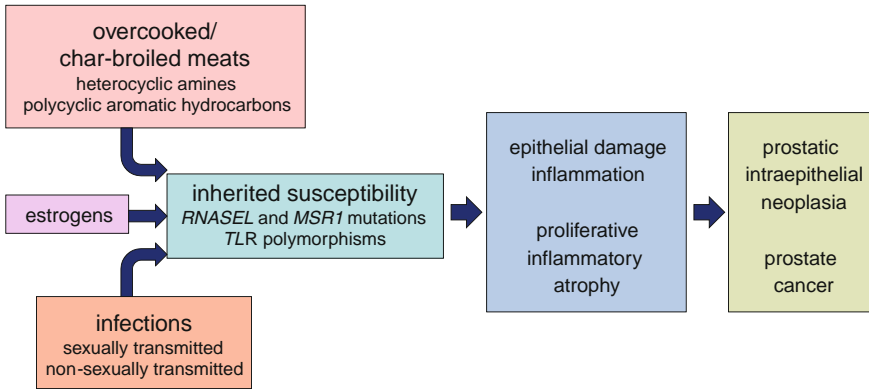 overcooked/
char-broiled meats
heterocyclic amines
polycyclic aromatic hydrocarbons
estrogens
infections
sexually transmitted
non-sexually transmitted
inherited susceptibility
RNASEL and MSR1 mutations
TLR polymorphisms
epithelial damage
inflammation
proliferative
inflammatory
atrophy
prostatic
intraepithelial
neoplasia
prostate
cancer